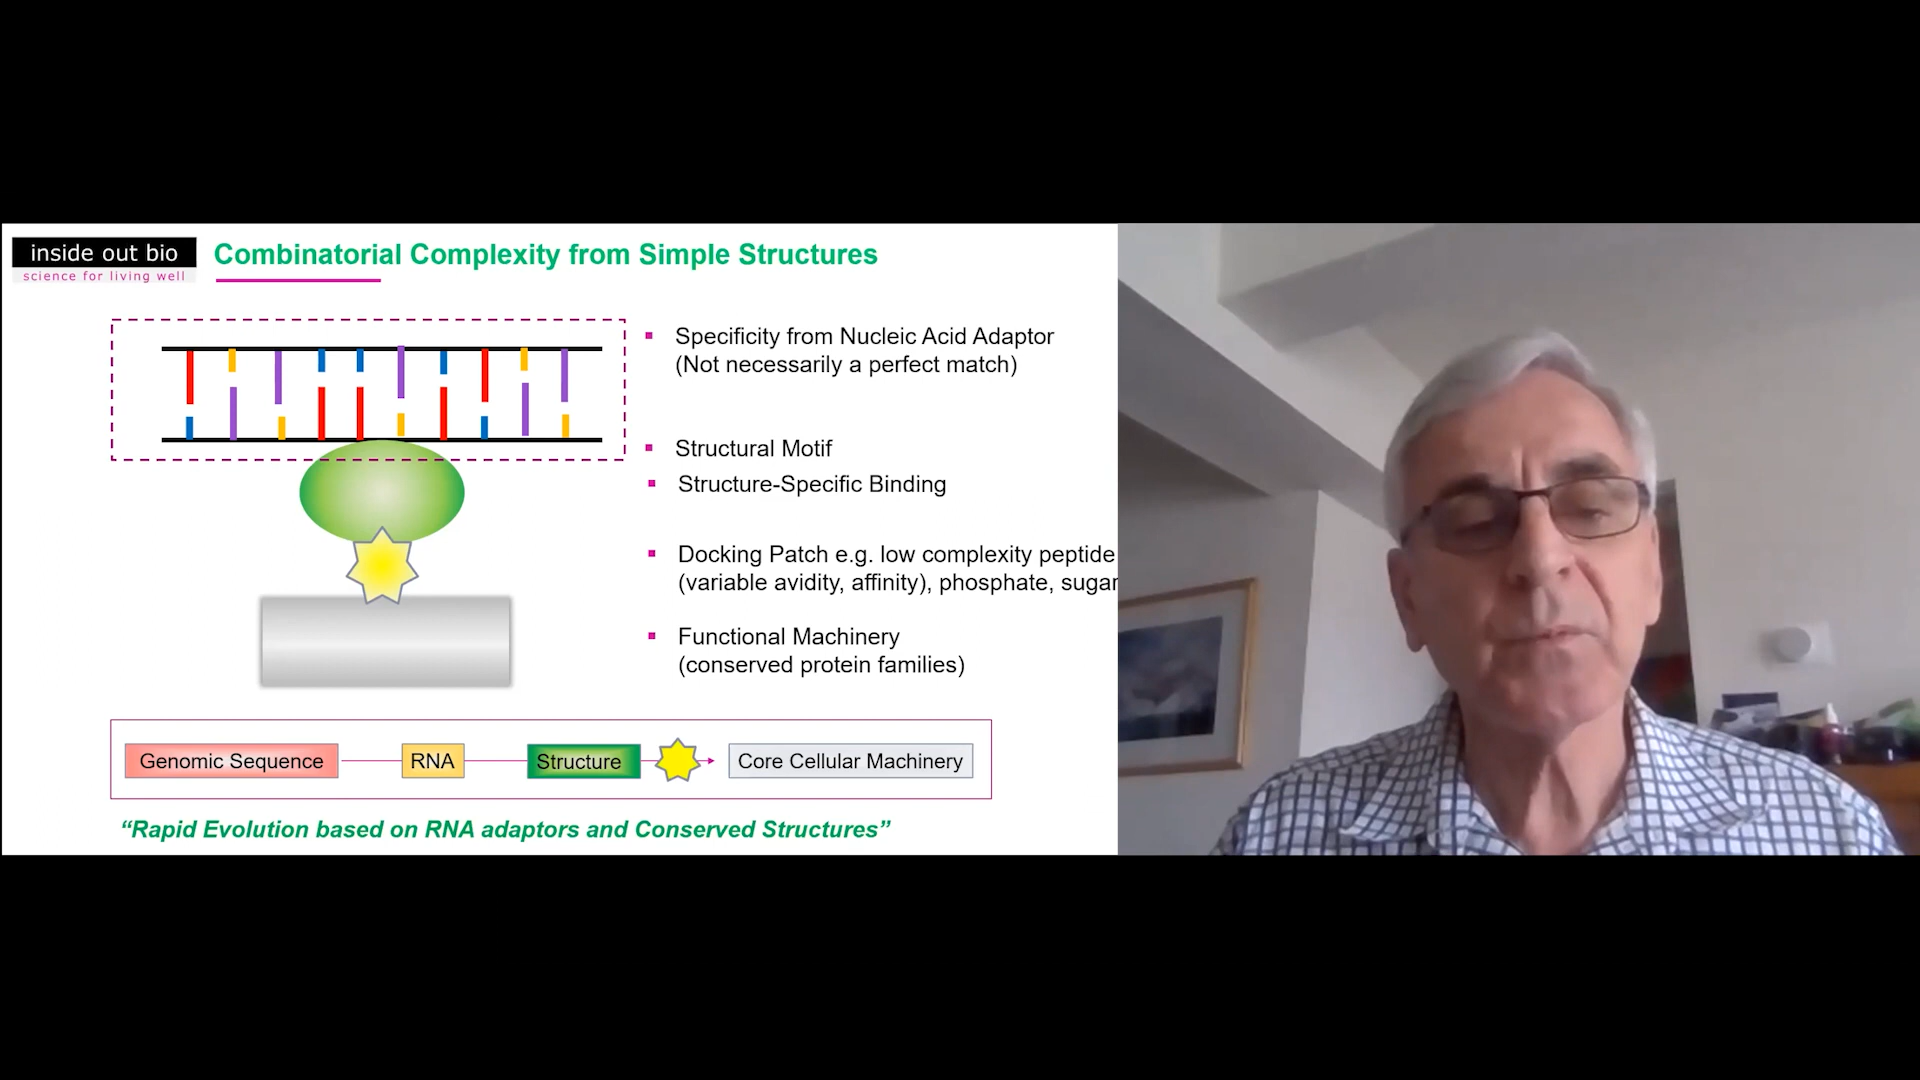 inside out bio
science for living well
Combinatorial Complexity from Simple Structures
Specificity from Nucleic Acid Adaptor
(Not necessarily a perfect match)
Structural Motif
Structure-Specific Binding
Docking Patch e.g. low complexity peptide
(variable avidity, affinity), phosphate, sugar
Functional Machinery
(conserved protein families)
Genomic Sequence
RNA
Structure
Core Cellular Machinery
“Rapid Evolution based on RNA adaptors and Conserved Structures”